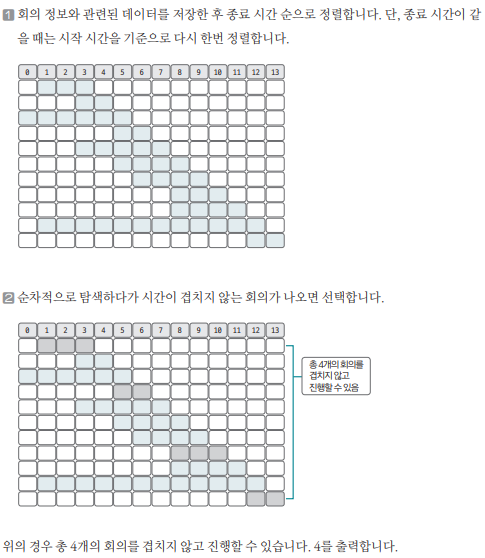 1 회의 정보와 관련된 데이터를 저장한 후 종료 시간 순으로 정렬합니다. 단, 종료 시간이 같
을 때는 시작 시간을 기준으로 다시 한번 정렬합니다.
0 1 2 3 4 5 6 7 8 9 10 11 12 13
2 순차적으로 탐색하다가 시간이 겹치지 않는 회의가 나오면 선택합니다.
0 1 2 3 4 5 6 7 8 9 10 11 12 13
총 4개의 회의를
겹치지 않고
진행할 수 있음
위의 경우 총 4개의 회의를 겹치지 않고 진행할 수 있습니다. 4를 출력합니다.